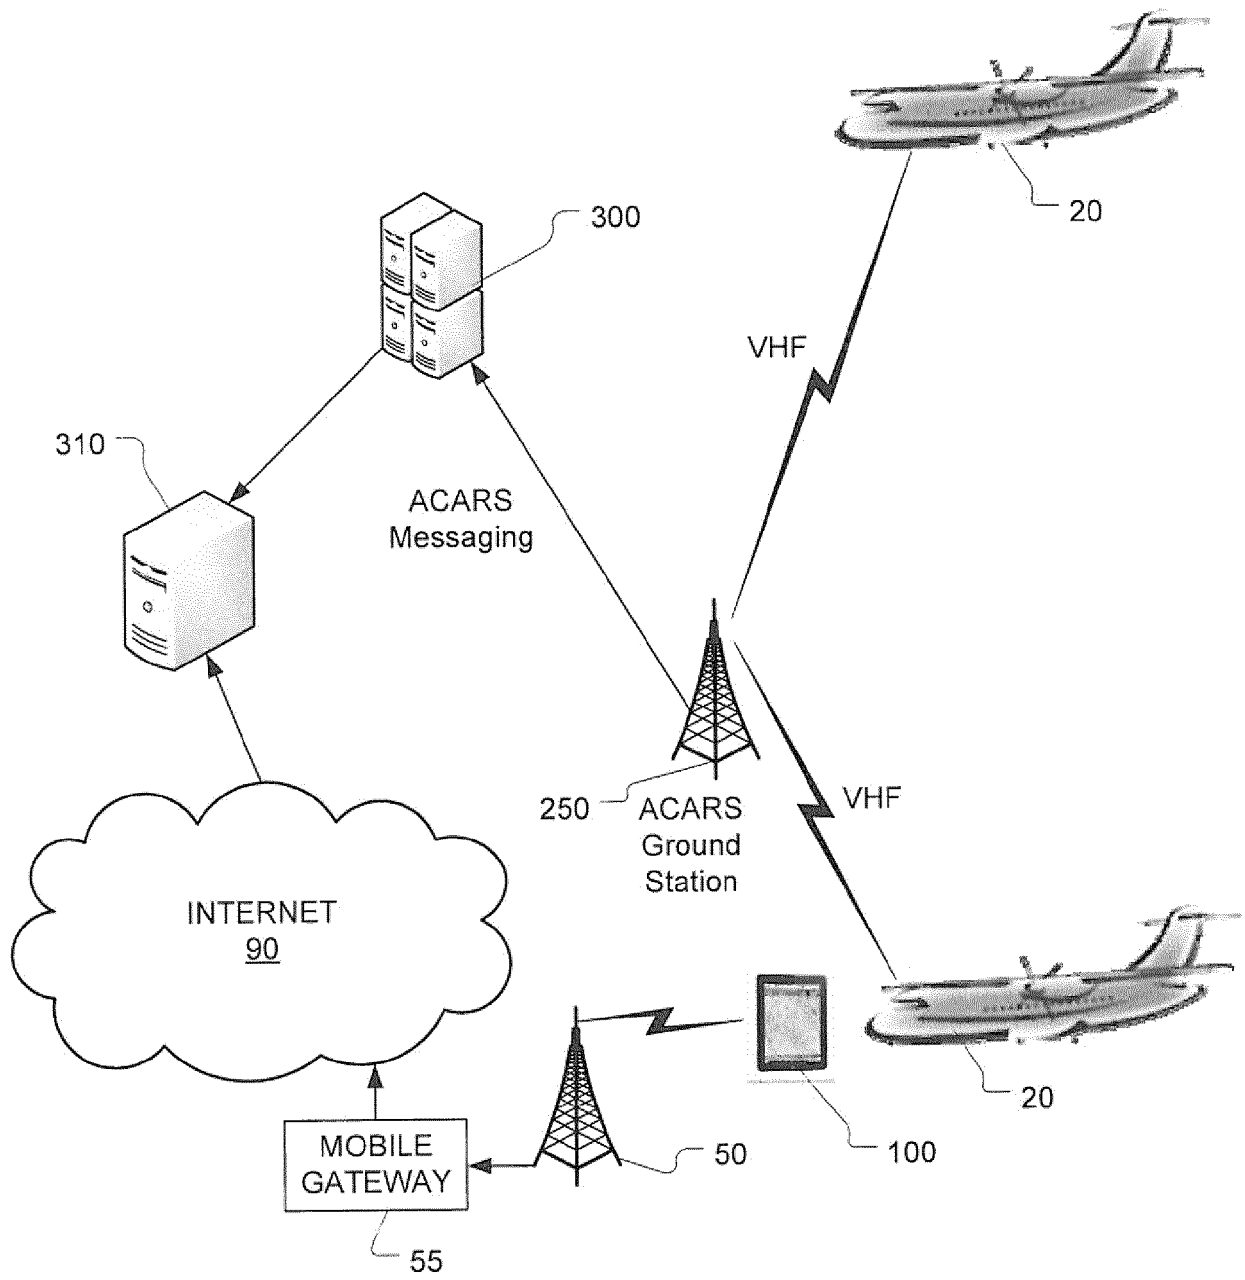 20
300
VHF
310
ACARS
Messaging
250
ACARS
Ground
Station
VHF
INTERNET
90
20
100
50
MOBILE
GATEWAY
55